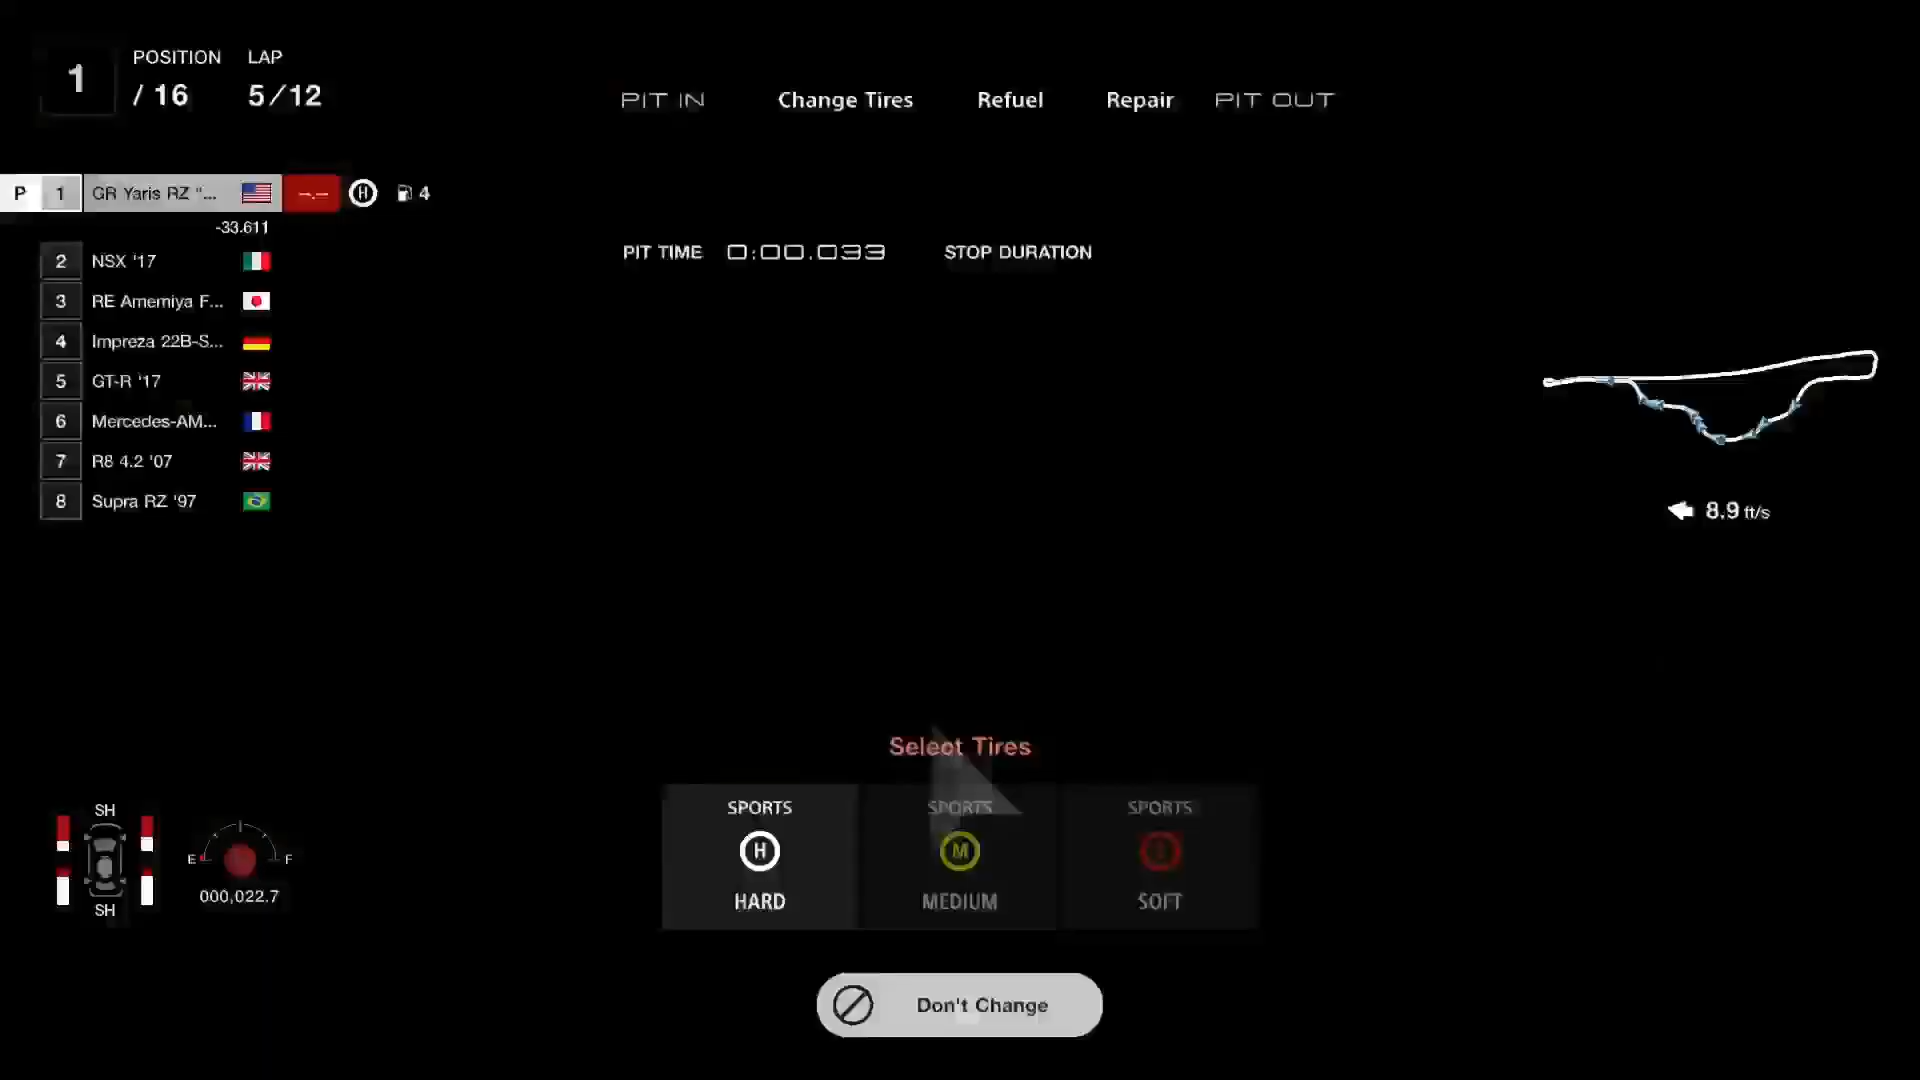 1
POSITION LAP
/ 16 5/12
PIT IN Change Tires Refuel Repair PIT OUT
P 1 GR Yaris RZ "... --.-- H 4
-33.611
2 NSX '17
3 RE Amemiya F...
4 Impreza 22B-S...
5 GT-R '17
6 Mercedes-AM...
7 R8 4.2 '07
8 Supra RZ '97
PIT TIME 0:00.033 STOP DURATION
8.9 ft/s
Select Tires
SPORTS SPORTS SPORTS
H M
HARD MEDIUM SOFT
Don't Change
SH
E F
000,022.7
SH